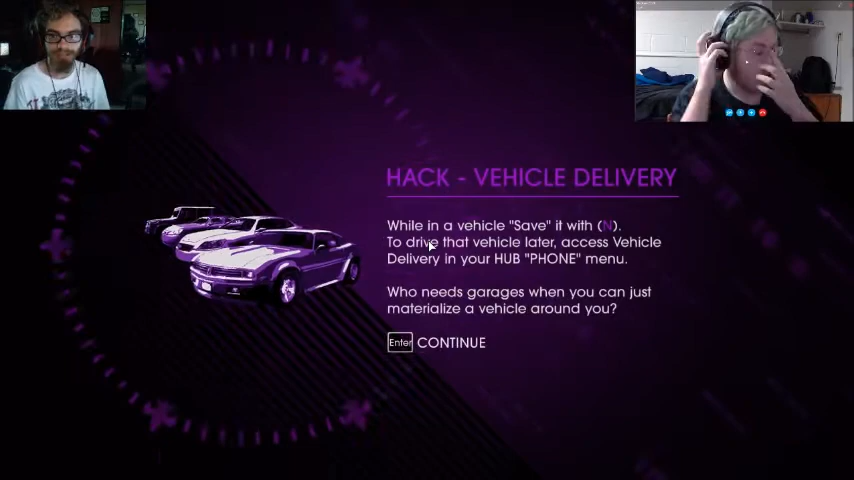 HACK - VEHICLE DELIVERY
While in a vehicle "Save" it with (N).
To drive that vehicle later, access Vehicle
Delivery in your HUB "PHONE" menu.
Who needs garages when you can just
materialize a vehicle around you?
Enter CONTINUE